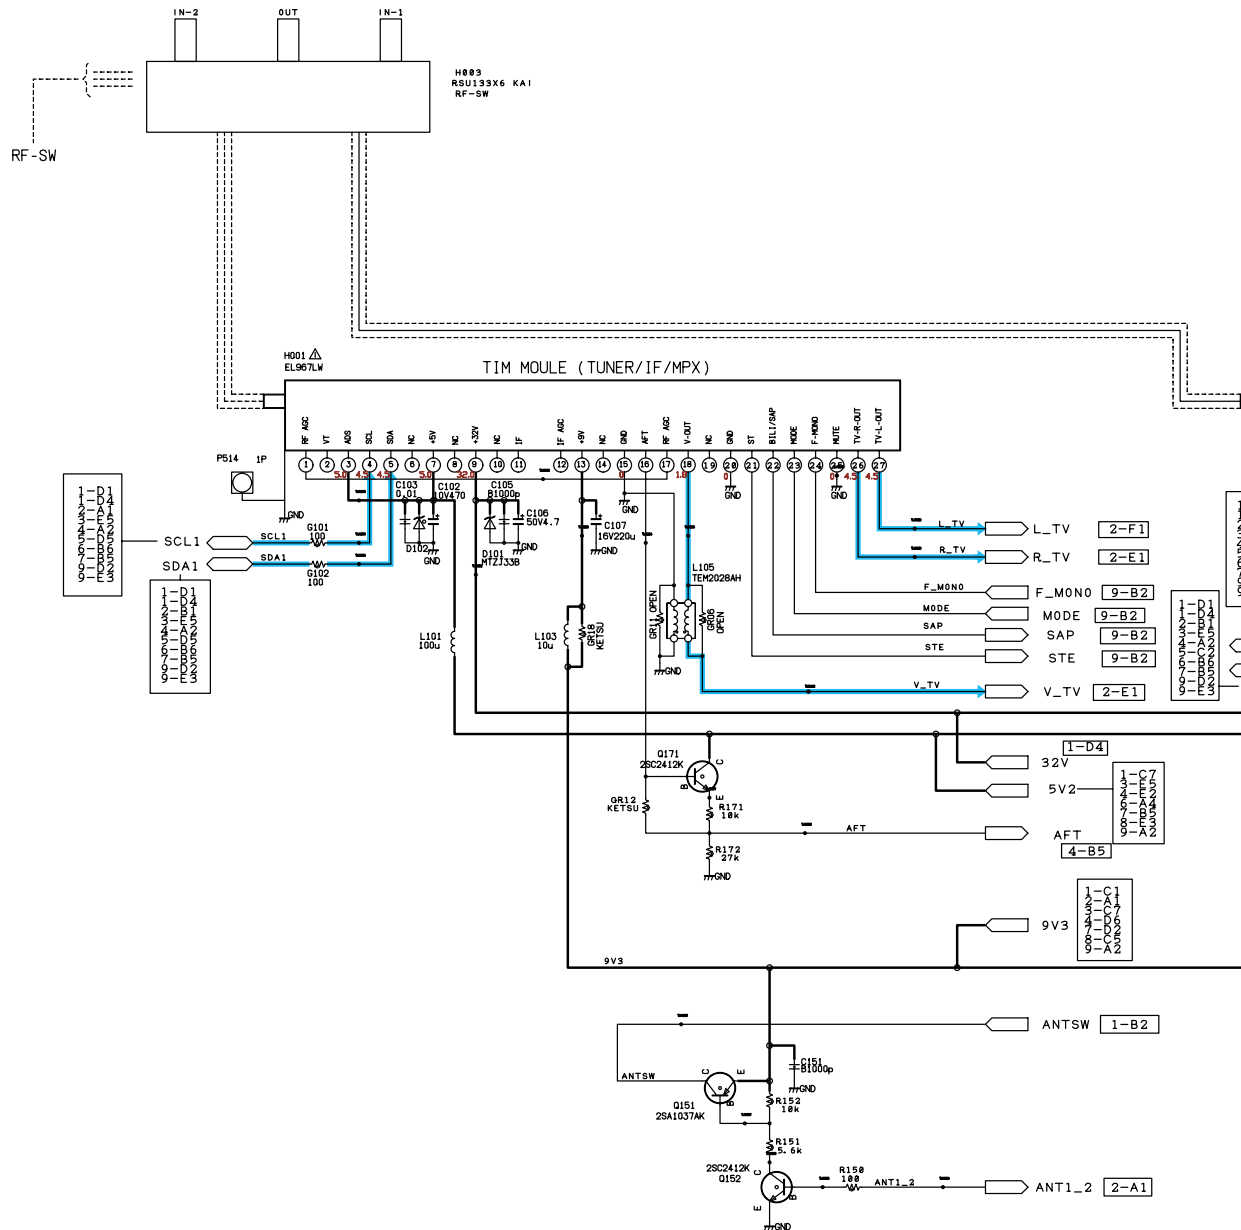 IN-2
OUT
IN-1
H003
RSU133X6 KAI
RF-SW
RF-SW
H001
EL967LW
TIM MOULE (TUNER/IF/MPX)
RF AGC
VT
ADS
SCL
SDA
NC
+5V
NC
+32V
NC
IF
IF AGC
+9V
NC
GND
AFT
RF AGC
V-OUT
NC
GND
ST
BILI/SAP
MODE
F-MONO
MUTE
TV-R-OUT
TV-L-OUT
P514 1P
1 2 3 4 5 6 7 8 9 10 11 12 13 14 15 16 17 18 19 20 21 22 23 24 25 26 27
5.0 4.5 4.5 5.0 32.0 0 1.8 0 0 4.5 4.5
GND
GND
GND
1-D1
1-D4
2-A1
3-E5
4-A2
5-D5
6-B6
7-B5
9-D2
9-E3
SCL1
SCL1
G101
100
SDA1
SDA1
G102
100
1-D1
1-D4
2-B1
3-E5
4-A2
5-D5
6-B6
7-B5
9-D2
9-E3
C103
0.01
C102
10V470
D102
GND
C105
B1000p
C106
50V4.7
D101
MTZJ33B
GND
C107
16V220u
GND
GND
L101
100u
L103
10u
GR18
KETSU
GR11 OPEN
L105
TEM2028AH
GR06
OPEN
GND
L_TV
L_TV
2-F1
R_TV
R_TV
2-E1
F_MONO
F_MONO
9-B2
MODE
MODE
9-B2
SAP
SAP
9-B2
STE
STE
9-B2
V_TV
V_TV
2-E1
1-D1
1-D4
2-B1
3-E5
4-A2
5-C2
6-B6
7-B5
9-D2
9-E3
1-D4
32V
5V2
1-C7
3-E5
4-E2
6-A4
7-B5
8-E3
9-A2
Q171
2SC2412K
C
B
E
GR12
KETSU
R171
10k
AFT
AFT
4-B5
R172
27k
GND
1-C1
2-A1
3-C7
4-D6
7-D2
8-C5
9-A2
9V3
9V3
ANTSW
1-B2
ANTSW
C
E
B
Q151
2SA1037AK
C151
B1000p
GND
R152
10k
R151
5.6k
2SC2412K
Q152
C
B
E
R150
100
ANT1_2
ANT1_2
2-A1
GND